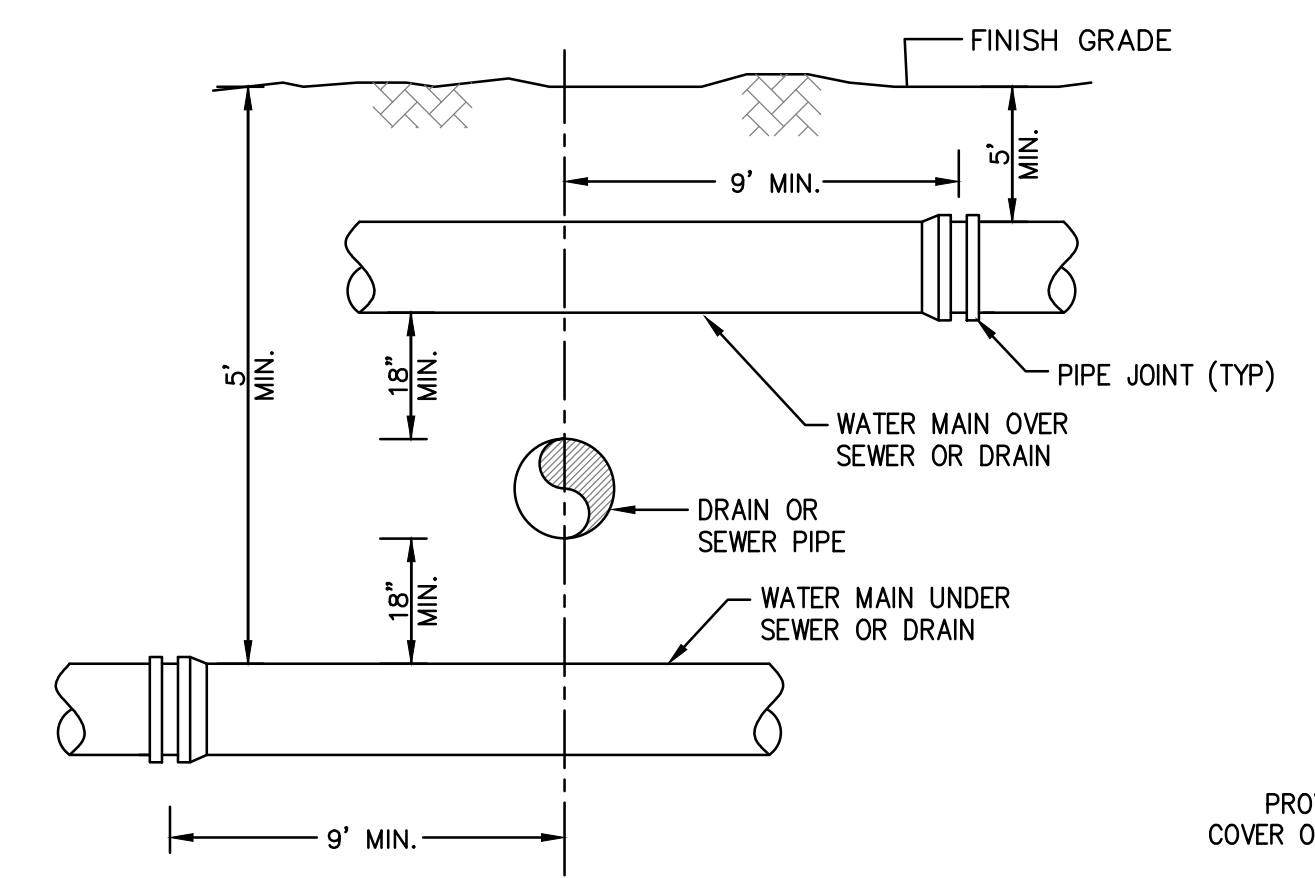 FINISH GRADE
5'
MIN.
9' MIN.
5'
MIN.
18"
MIN.
PIPE JOINT (TYP)
WATER MAIN OVER
SEWER OR DRAIN
DRAIN OR
SEWER PIPE
18"
MIN.
WATER MAIN UNDER
SEWER OR DRAIN
9' MIN.
COVER